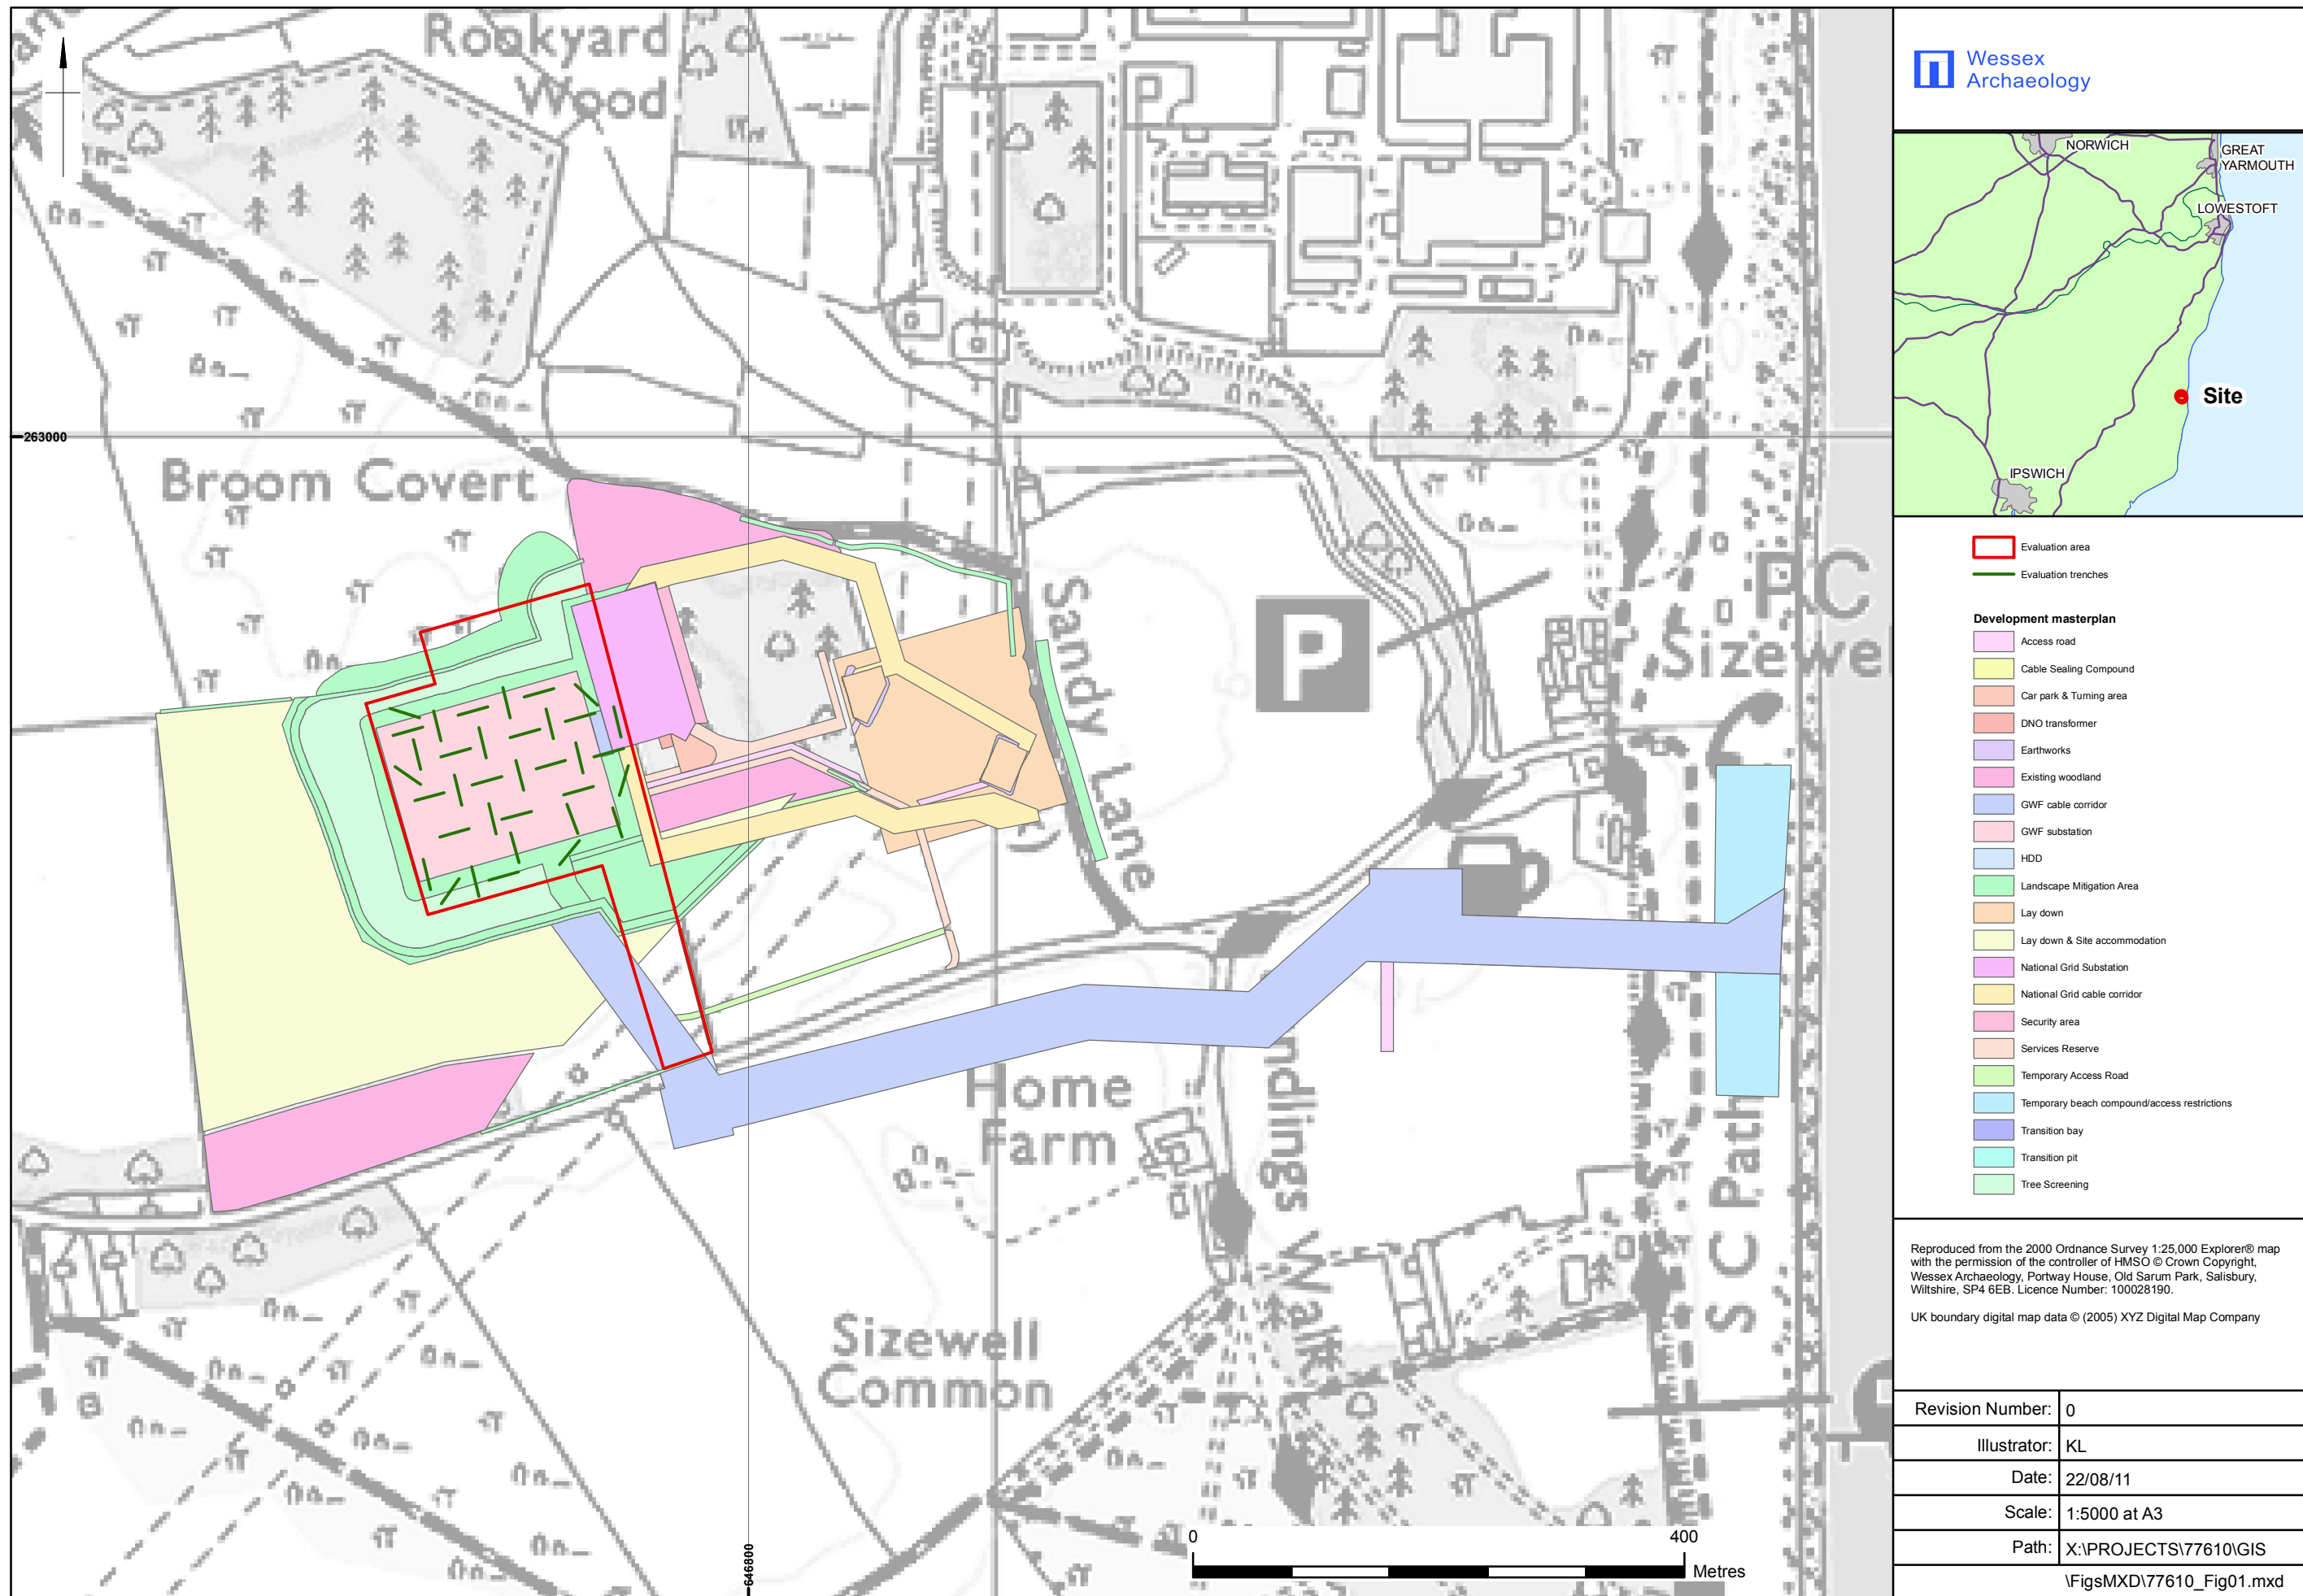 Rookyard
Wood
263000
Broom Covert
Sandy
Lane
P
PC
Home
Farm
Sizewell
Common
Walk
S C Path
646800
0
400
Metres
Wessex
Archaeology
NORWICH
GREAT
YARMOUTH
LOWESTOFT
Site
IPSWICH
Evaluation area
Evaluation trenches
Development masterplan
Access road
Cable Sealing Compound
Car park & Turning area
DNO transformer
Earthworks
Existing woodland
GWF cable corridor
GWF substation
HDD
Landscape Mitigation Area
Lay down
Lay down & Site accommodation
National Grid Substation
National Grid cable corridor
Security area
Services Reserve
Temporary Access Road
Temporary beach compound/access restrictions
Transition bay
Transition pit
Tree Screening
Reproduced from the 2000 Ordnance Survey 1:25,000 Explorer® map
with the permission of the controller of HMSO © Crown Copyright,
Wessex Archaeology, Portway House, Old Sarum Park, Salisbury,
Wiltshire, SP4 6EB. Licence Number: 100028190.
UK boundary digital map data © (2005) XYZ Digital Map Company
Revision Number: 0
Illustrator: KL
Date: 22/08/11
Scale: 1:5000 at A3
Path: X:\PROJECTS\77610\GIS
\FigsMXD\77610_Fig01.mxd